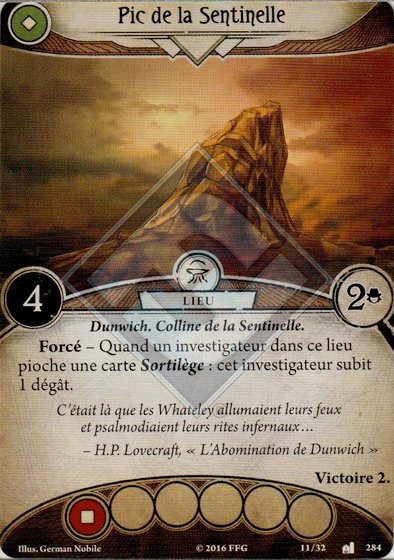 Pic de la Sentinelle
4
LIEU
2
Dunwich. Colline de la Sentinelle.
Forcé – Quand un investigateur dans ce lieu
pioche une carte Sortilège : cet investigateur subit
1 dégât.
C'était là que les Whateley allumaient leurs feux
et psalmodiaient leurs rites infernaux…
– H.P. Lovecraft, « L'Abomination de Dunwich »
Victoire 2.
Illus. German Nobile
© 2016 FFG
11/32
284